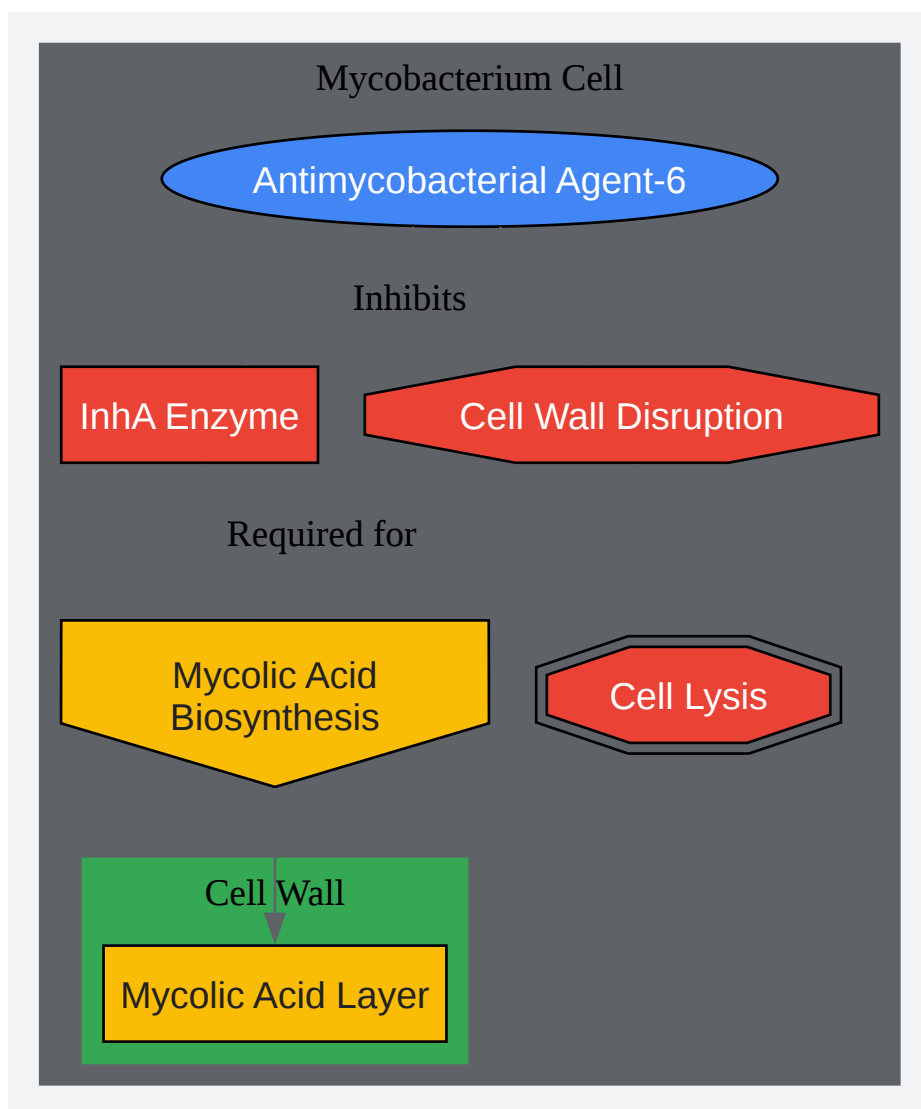 Mycobacterium Cell
Antimycobacterial Agent-6
Inhibits
InhA Enzyme
Cell Wall Disruption
Required for
Mycolic Acid
Biosynthesis
Cell Lysis
Cell Wall
Mycolic Acid Layer